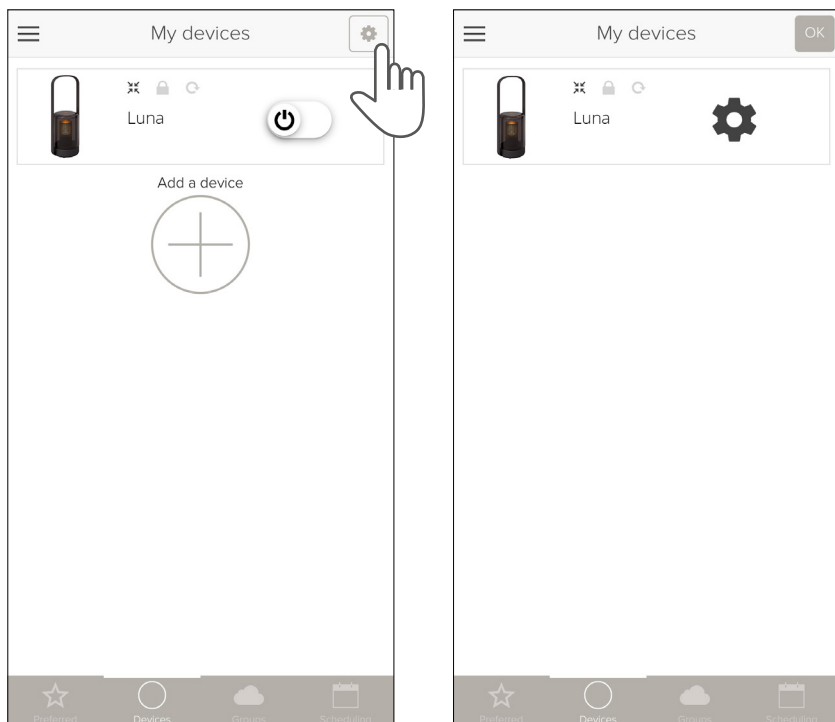 My devices
Luna
Add a device
Preferred Devices Groups Scheduling
My devices OK
Luna
Preferred Devices Groups Scheduling